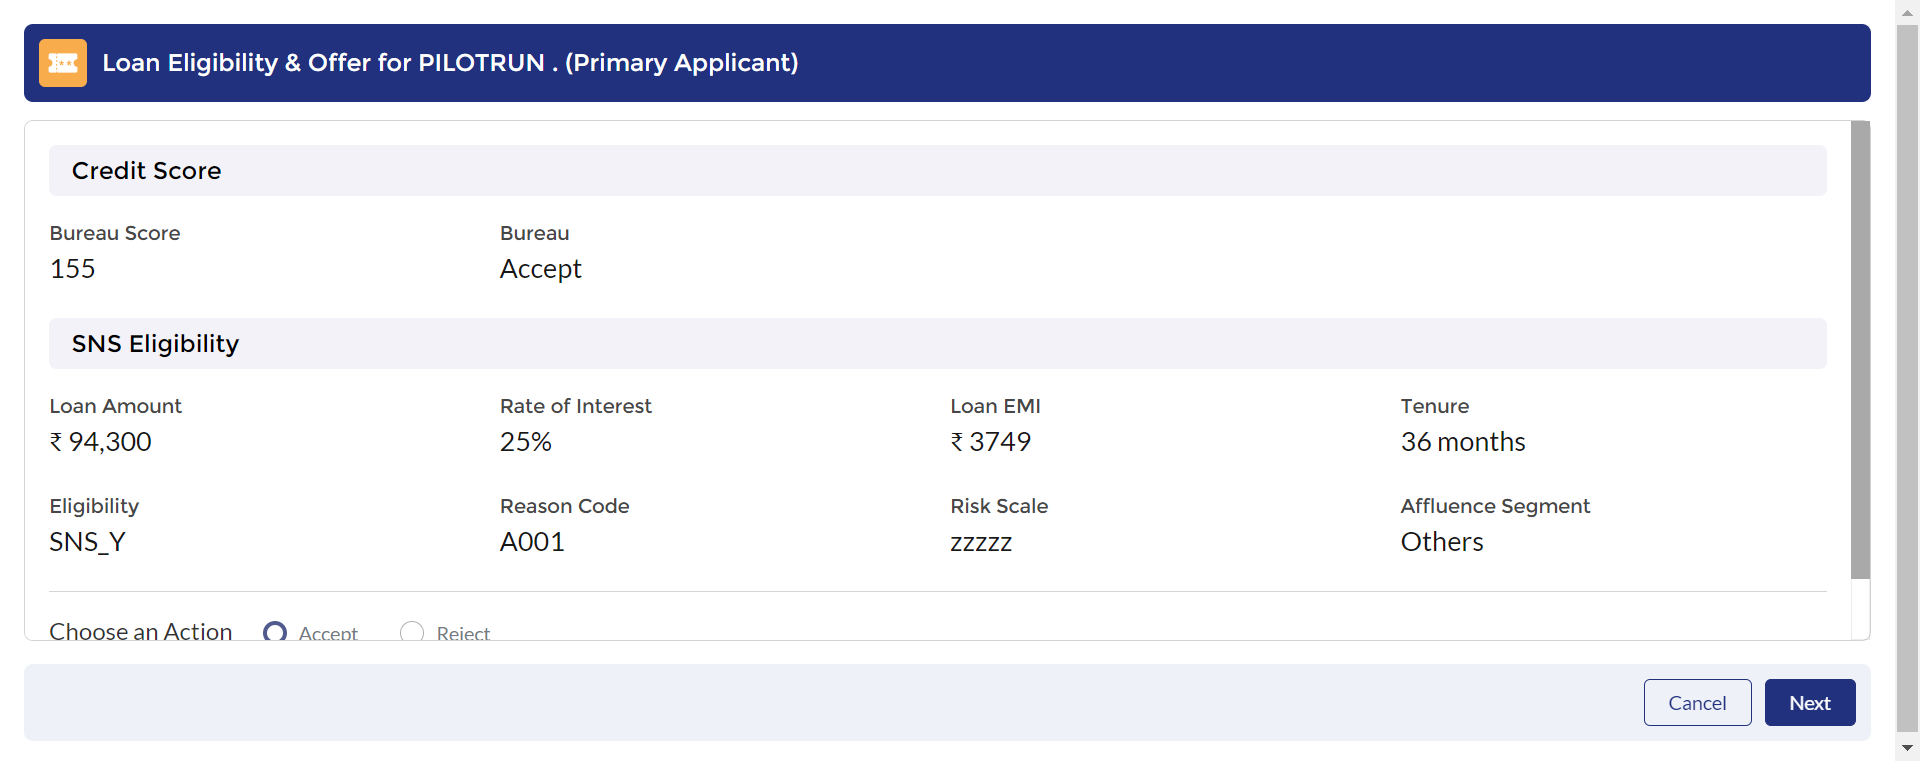 Loan Eligibility & Offer for PILOTRUN . (Primary Applicant)
Credit Score
Bureau Score Bureau
155 Accept
SNS Eligibility
Loan Amount Rate of Interest Loan EMI Tenure
₹ 94,300 25% ₹ 3749 36 months
Eligibility Reason Code Risk Scale Affluence Segment
SNS_Y A001 zzzzz Others
Choose an Action Accept Reject
Cancel Next